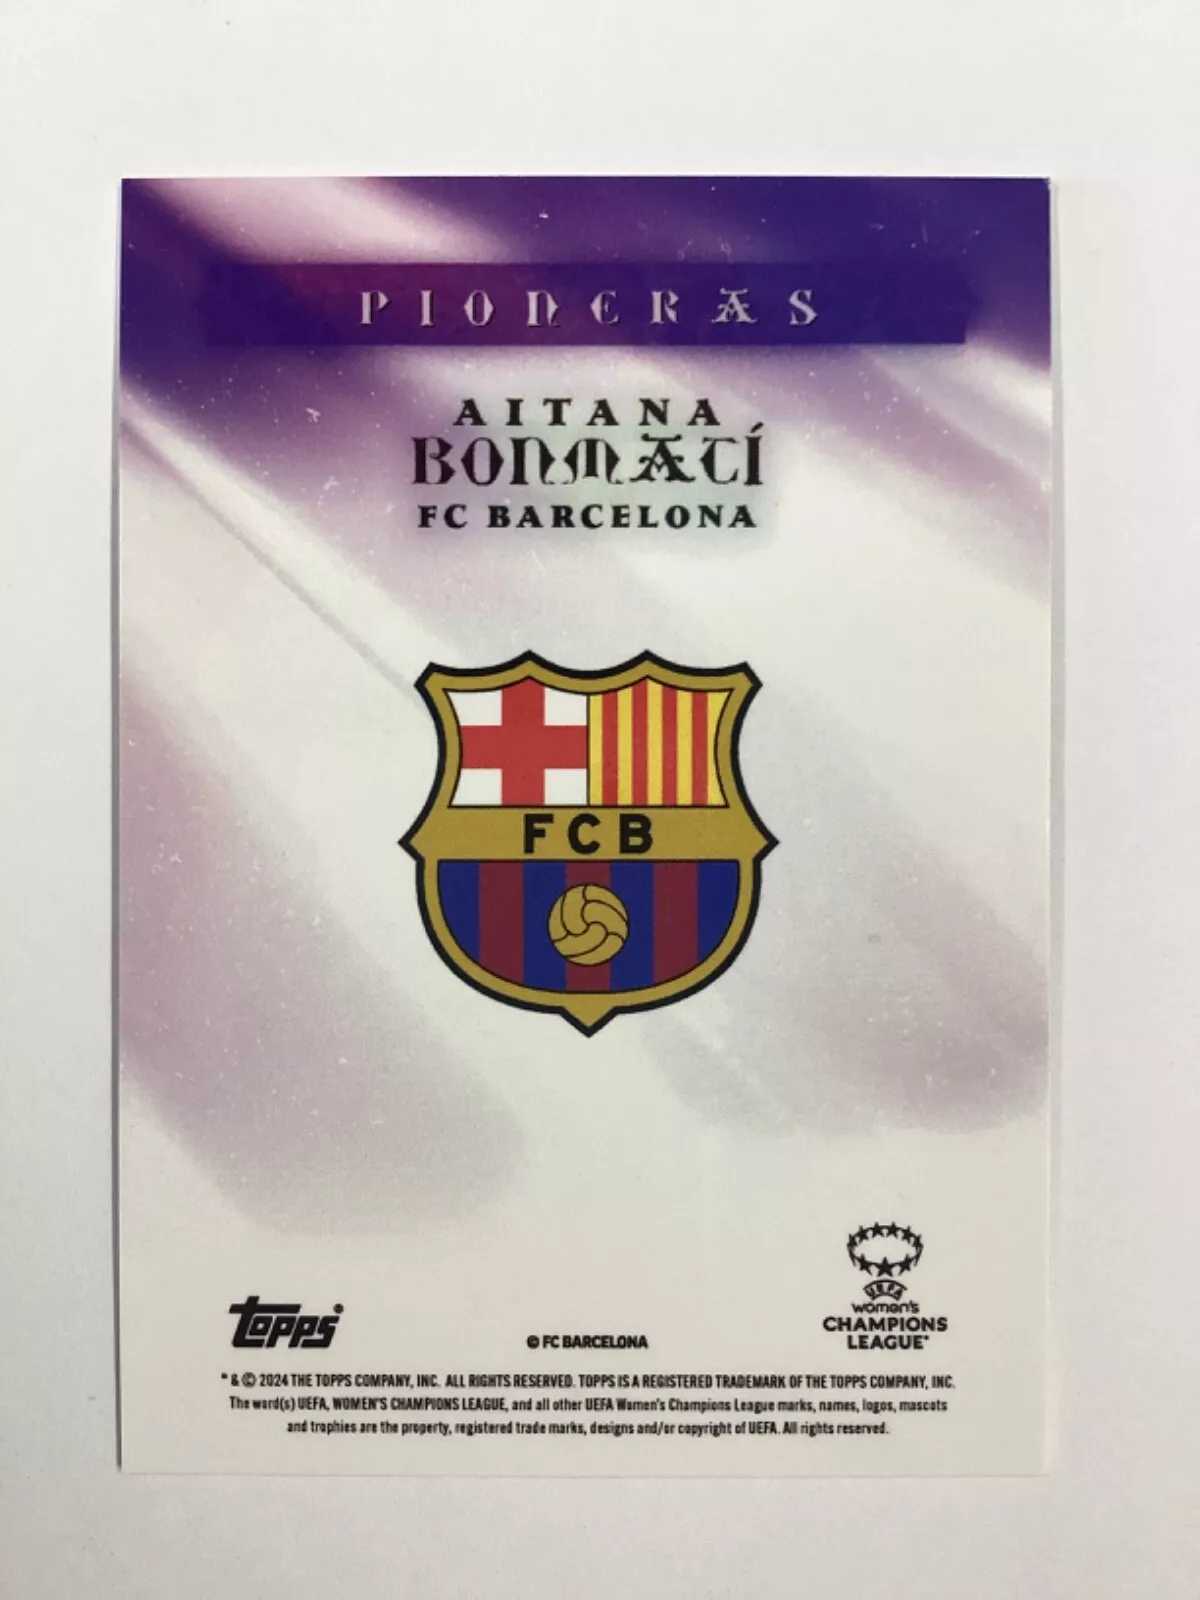 PIONERAS
AITANA
BONMATÍ
FC BARCELONA
FCB
UEFA
women's
CHAMPIONS
LEAGUE
topps®
© FC BARCELONA
® & © 2024 THE TOPPS COMPANY, INC. ALL RIGHTS RESERVED. TOPPS IS A REGISTERED TRADEMARK OF THE TOPPS COMPANY, INC.
The word(s) UEFA, WOMEN'S CHAMPIONS LEAGUE, and all other UEFA Women's Champions League marks, names, logos, mascots
and trophies are the property, registered trade marks, designs and/or copyright of UEFA. All rights reserved.